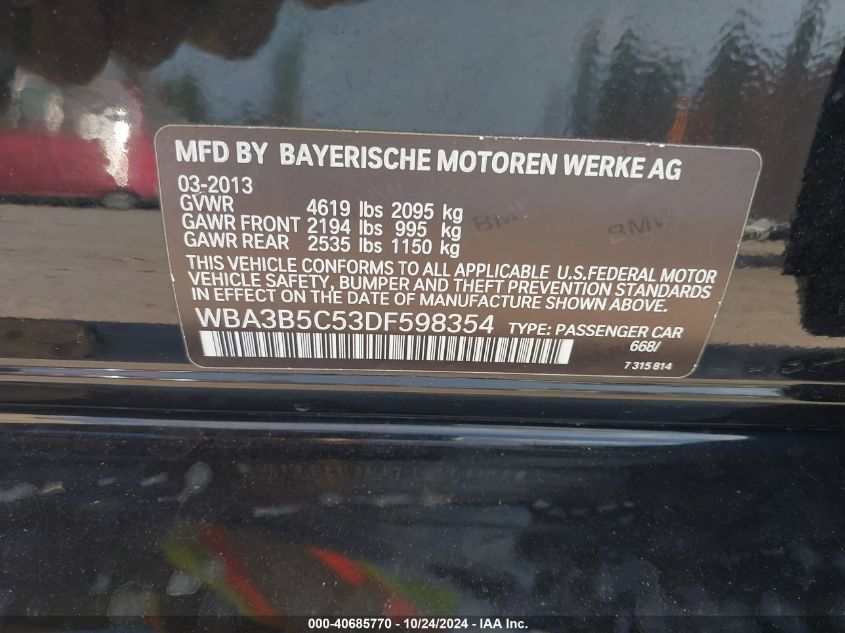 MFD BY BAYERISCHE MOTOREN WERKE AG
03-2013
GVWR 4619 lbs 2095 kg
GAWR FRONT 2194 lbs 995 kg
GAWR REAR 2535 lbs 1150 kg
BMW BMW
THIS VEHICLE CONFORMS TO ALL APPLICABLE U.S.FEDERAL MOTOR
VEHICLE SAFETY, BUMPER AND THEFT PREVENTION STANDARDS
IN EFFECT ON THE DATE OF MANUFACTURE SHOWN ABOVE.
WBA3B5C53DF598354 TYPE: PASSENGER CAR
668/
7 315 814
000-40685770 - 10/24/2024 - IAA Inc.